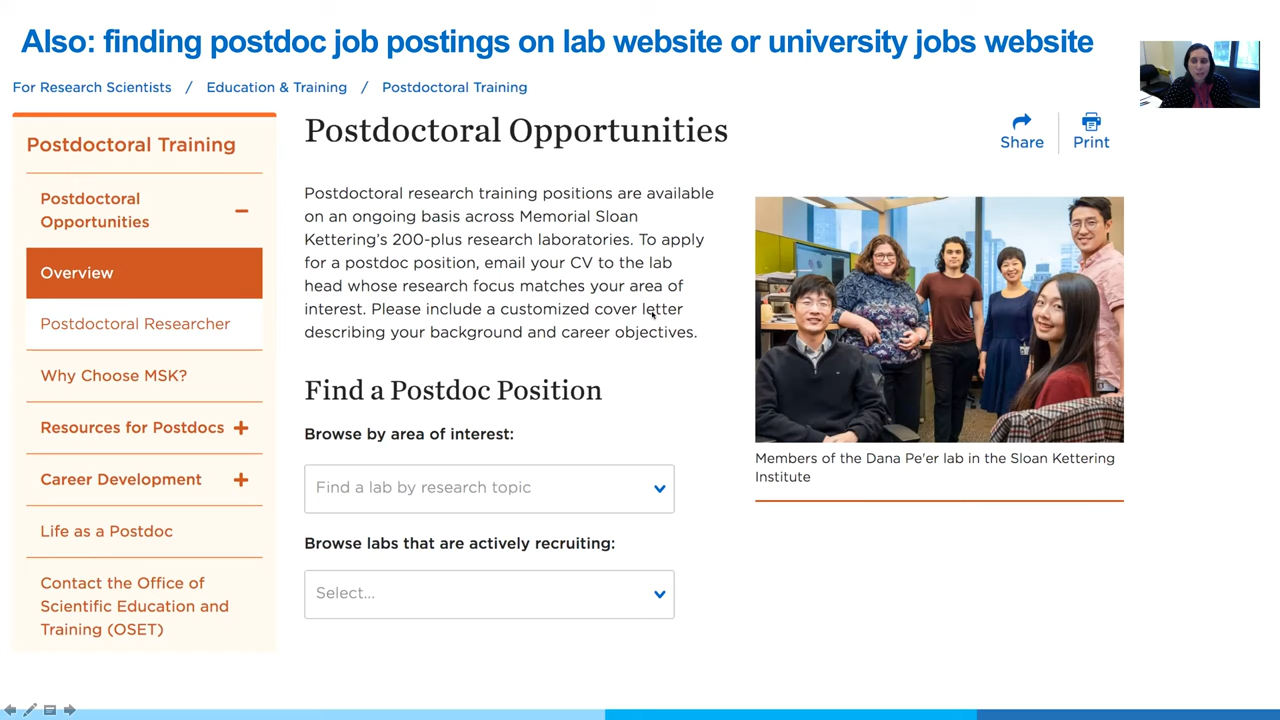 Also: finding postdoc job postings on lab website or university jobs website
For Research Scientists / Education & Training / Postdoctoral Training
Postdoctoral Training
Postdoctoral
Opportunities
Overview
Postdoctoral Researcher
Why Choose MSK?
Resources for Postdocs
Career Development
Life as a Postdoc
Contact the Office of
Scientific Education and
Training (OSET)
Postdoctoral Opportunities
Share
Print
Postdoctoral research training positions are available
on an ongoing basis across Memorial Sloan
Kettering's 200-plus research laboratories. To apply
for a postdoc position, email your CV to the lab
head whose research focus matches your area of
interest. Please include a customized cover letter
describing your background and career objectives.
Find a Postdoc Position
Browse by area of interest:
Find a lab by research topic
Browse labs that are actively recruiting:
Select...
Members of the Dana Pe'er lab in the Sloan Kettering
Institute